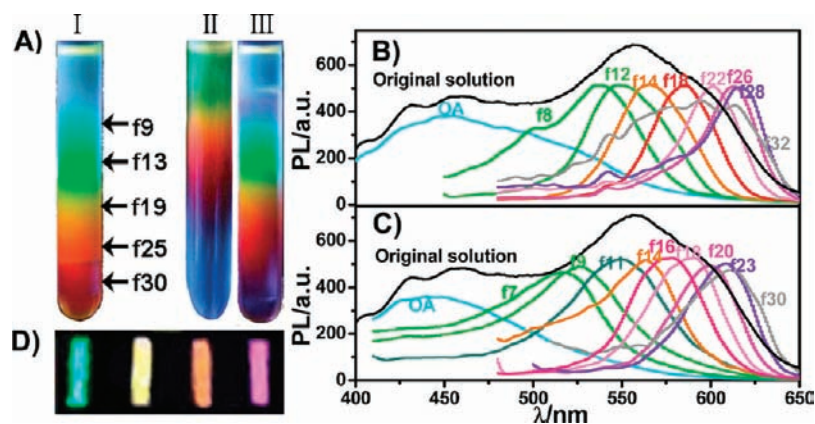 A)
I II III
f9
f13
f19
f25
f30
D)
B)
PL/a.u.
600
400
200
0
Original solution
OA
f8
f12
f14
f18
f22
f26
f28
f32
C)
PL/a.u.
600
400
200
0
Original solution
OA
f7
f9
f11
f14
f16
f18
f20
f23
f30
400 450 500 550 600 650
λ/nm